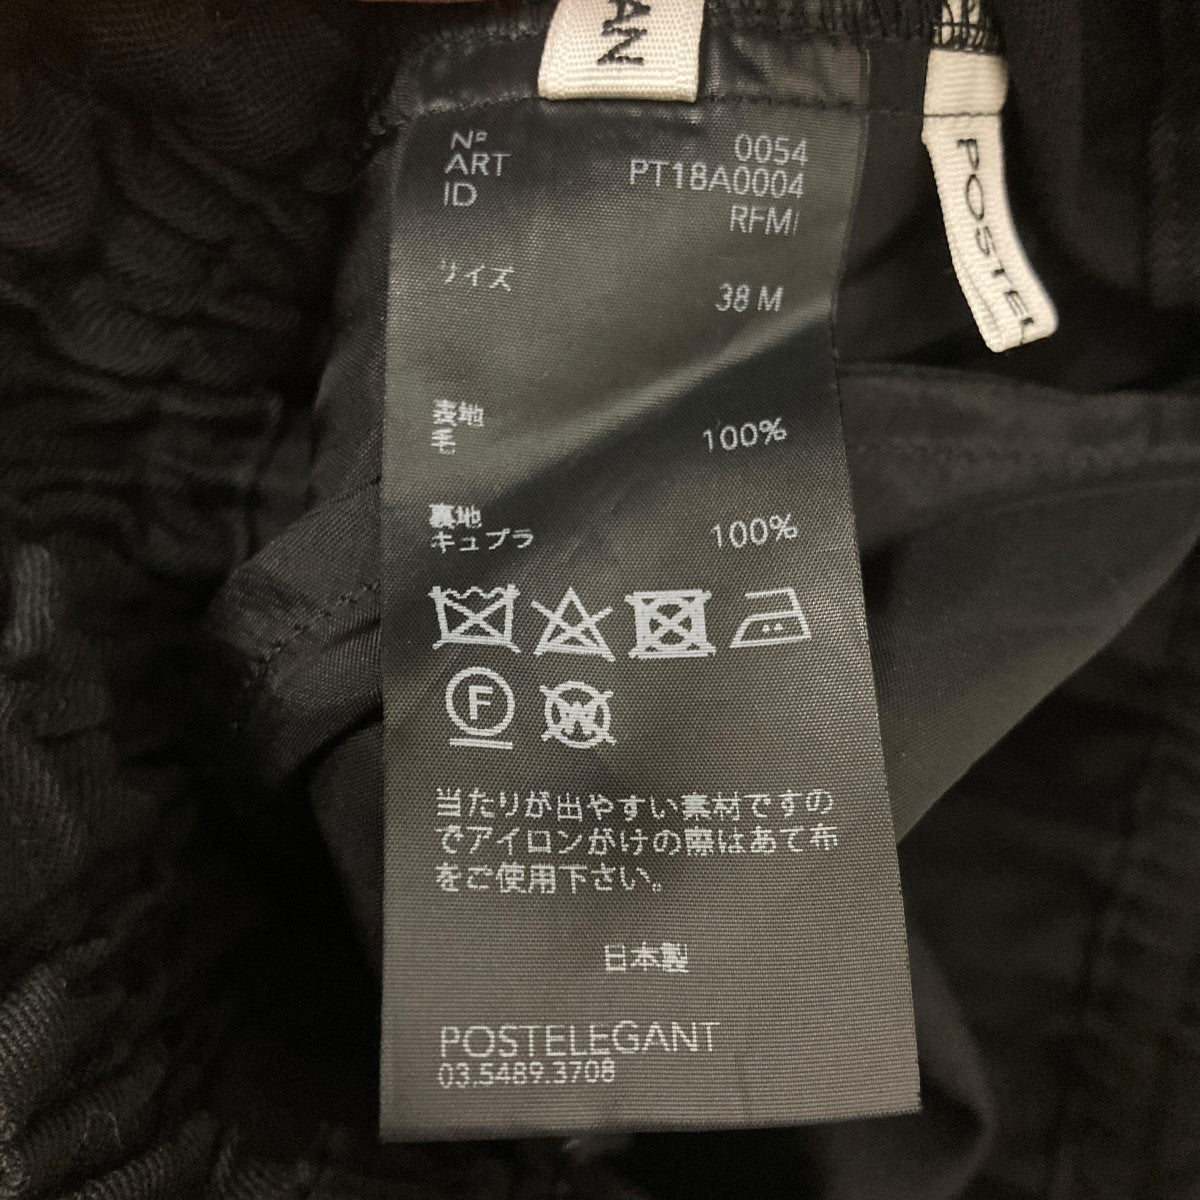 AN
POSTEL
Nº 0054
ART PT18A0004
ID RFMI
サイズ 38 M
表地
毛 100%
裏地
キュプラ 100%
F
W
当たりが出やすい素材ですの
でアイロンがけの際はあて布
をご使用下さい。
日本製
POSTELEGANT
03.5489.3708